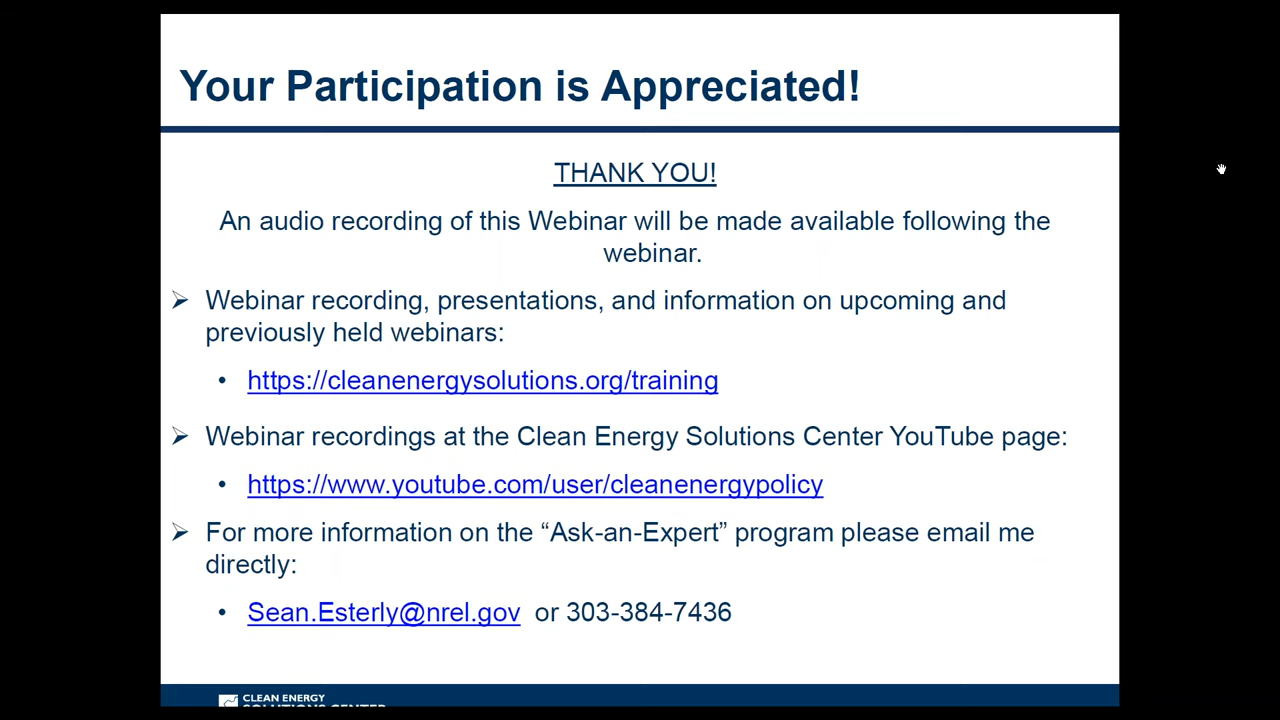 Your Participation is Appreciated!
THANK YOU!
An audio recording of this Webinar will be made available following the
webinar.
➢ Webinar recording, presentations, and information on upcoming and
previously held webinars:
• https://cleanenergysolutions.org/training
➢ Webinar recordings at the Clean Energy Solutions Center YouTube page:
• https://www.youtube.com/user/cleanenergypolicy
➢ For more information on the “Ask-an-Expert” program please email me
directly:
• Sean.Esterly@nrel.gov or 303-384-7436
CLEAN ENERGY
SOLUTIONS CENTER